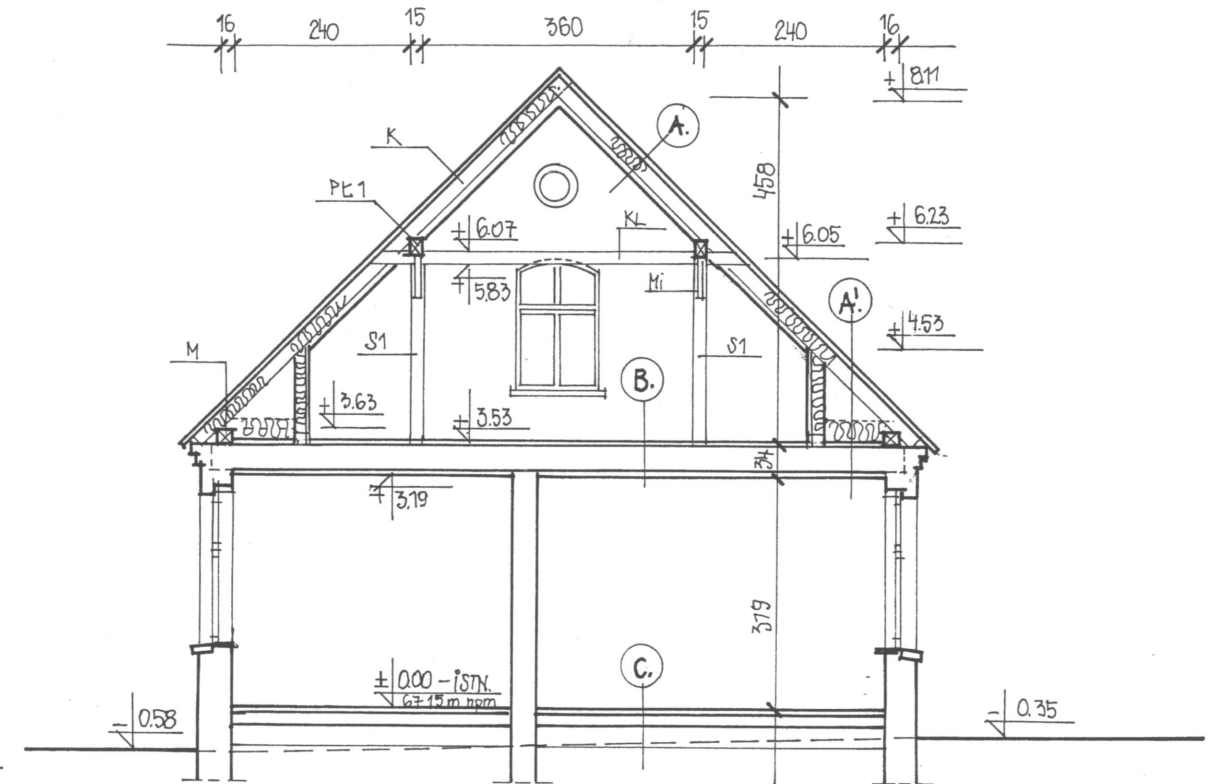 16 240 15 360 15 240 16
+ 8.11
K
A.
PŁ1
458
+ 6.07
KL
+ 6.05
+ 6.23
+ 5.83
Mi
A'
+ 4.53
M
S1
S1
B.
+ 3.63
+ 3.53
34
+ 3.19
319
C.
± 0.00 - iSTN.
67 15 m npm
- 0.58
- 0.35